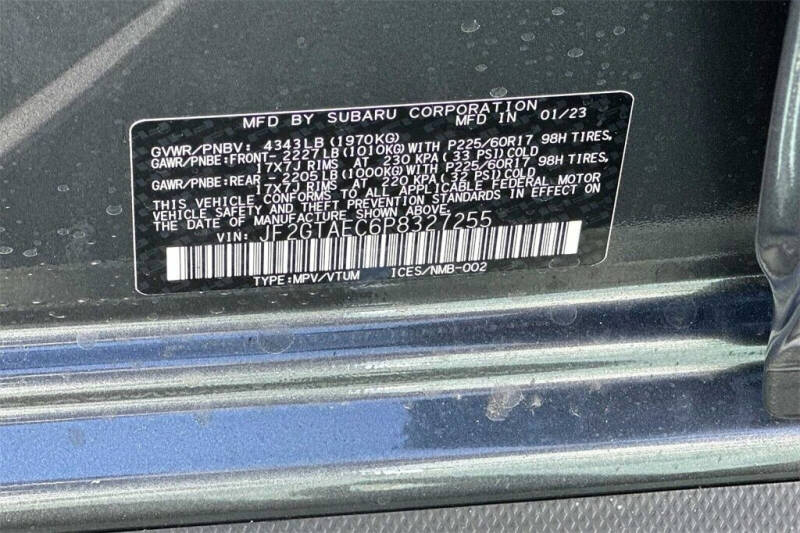 MFD BY SUBARU CORPORATION
MFD IN 01/23
GVWR/PNBV: 4343LB (1970KG)
GAWR/PNBE:FRONT- 2227LB (1010KG) WITH P225/60R17 98H TIRES,
17X7J RIMS AT 230 KPA (33 PSI) COLD
GAWR/PNBE:REAR - 2205LB (1000KG) WITH P225/60R17 98H TIRES,
17X7J RIMS AT 220 KPA (32 PSI) COLD
THIS VEHICLE CONFORMS TO ALL APPLICABLE FEDERAL MOTOR
VEHICLE SAFETY AND THEFT PREVENTION STANDARDS IN EFFECT ON
THE DATE OF MANUFACTURE SHOWN ABOVE.
VIN: JF2GTAEC6P8327255
TYPE:MPV/VTUM ICES/NMB-002